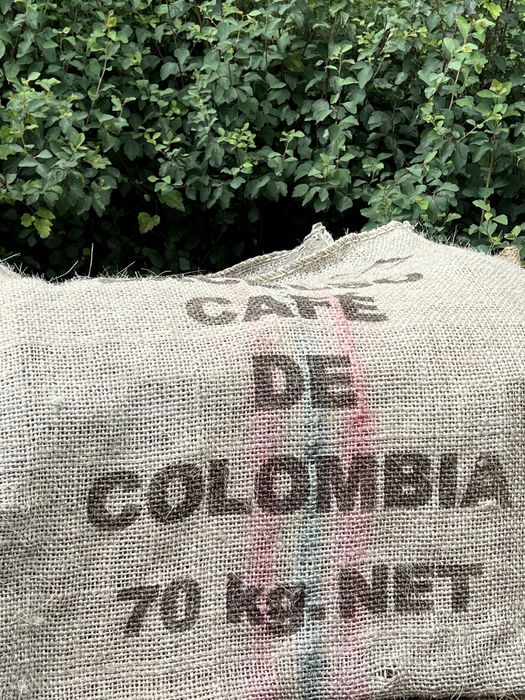 CAFE
DE
COLOMBIA
70 kg. NET